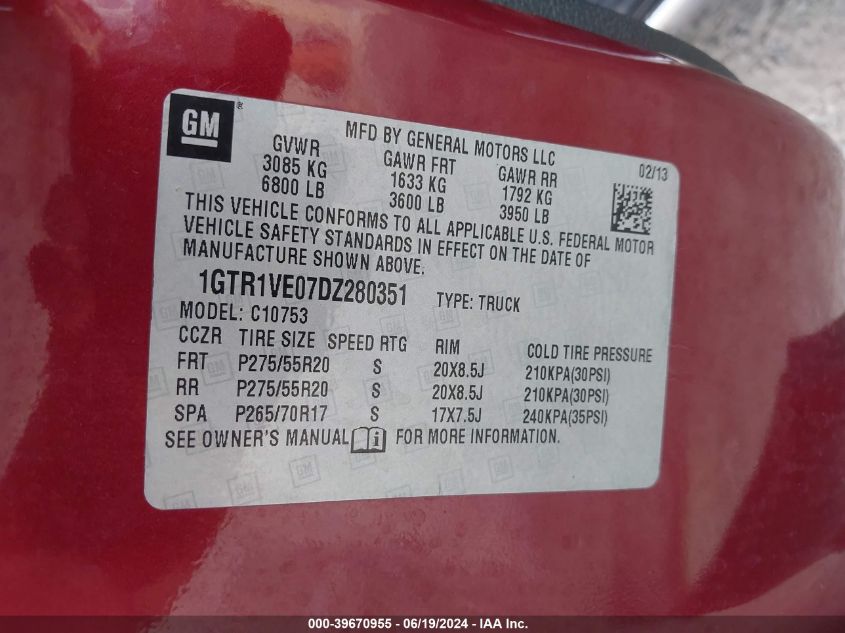 GM
®
MFD BY GENERAL MOTORS LLC
02/13
GVWR GAWR FRT GAWR RR
3085 KG 1633 KG 1792 KG
6800 LB 3600 LB 3950 LB
THIS VEHICLE CONFORMS TO ALL APPLICABLE U.S. FEDERAL MOTOR
VEHICLE SAFETY STANDARDS IN EFFECT ON THE DATE OF
MANUFACTURE SHOWN ABOVE.
1GTR1VE07DZ280351 TYPE: TRUCK
MODEL: C10753
CCZR TIRE SIZE SPEED RTG RIM COLD TIRE PRESSURE
FRT P275/55R20 S 20X8.5J 210KPA(30PSI)
RR P275/55R20 S 20X8.5J 210KPA(30PSI)
SPA P265/70R17 S 17X7.5J 240KPA(35PSI)
SEE OWNER'S MANUAL i FOR MORE INFORMATION.
000-39670955 - 06/19/2024 - IAA Inc.